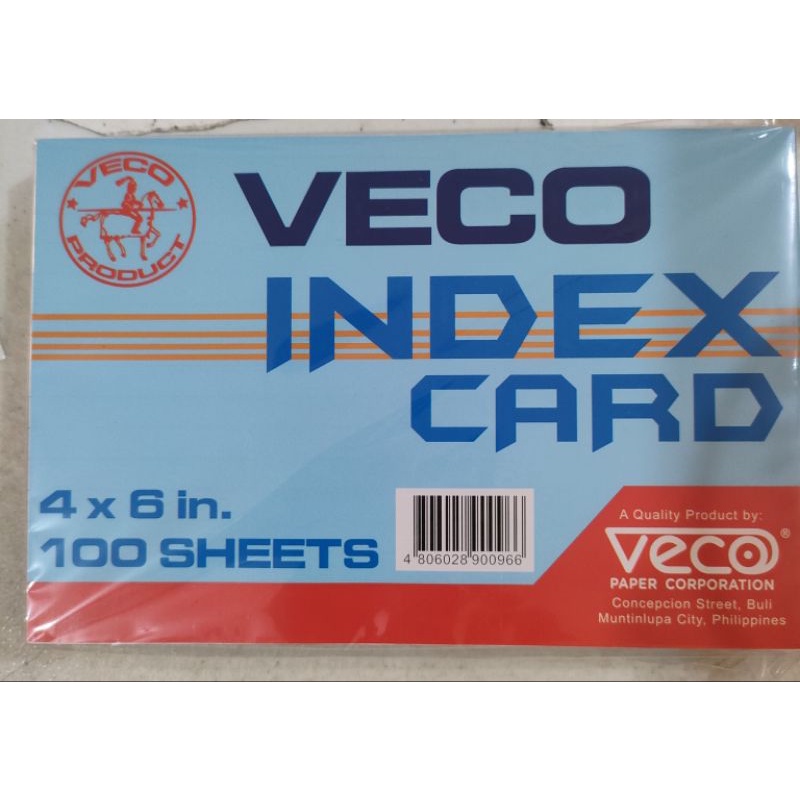 VECO
PRODUCT
VECO
INDEX
CARD
4 x 6 in.
100 SHEETS
4 806028 900966
A Quality Product by:
veco®
PAPER CORPORATION
Concepcion Street, Buli
Muntinlupa City, Philippines